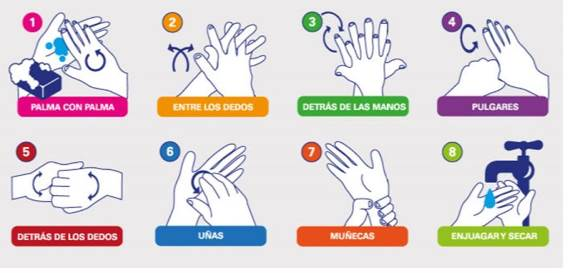 1
PALMA CON PALMA
2
ENTRE LOS DEDOS
3
DETRÁS DE LAS MANOS
4
PULGARES
5
DETRÁS DE LOS DEDOS
6
UÑAS
7
MUÑECAS
8
ENJUAGAR Y SECAR